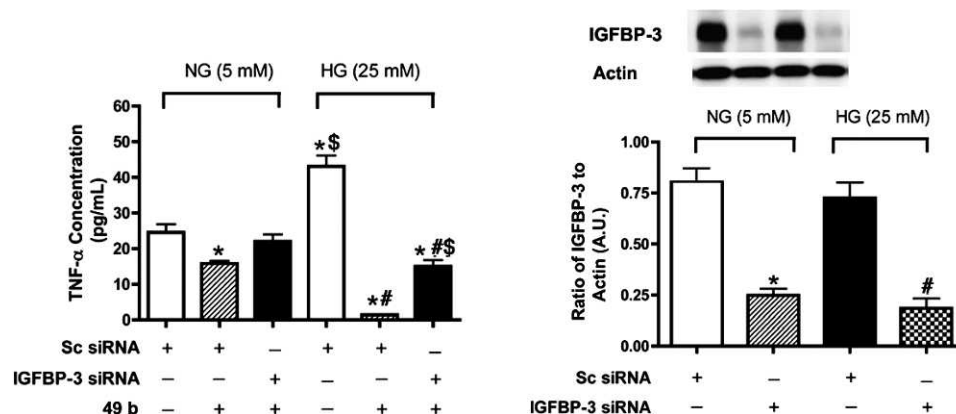 NG (5 mM) HG (25 mM)
60
50
40
30
20
10
0
TNF-α Concentration
(pg/mL)
* *$ *# *#$
Sc siRNA + + – + + –
IGFBP-3 siRNA – – + – – +
49 b – + + – + +
IGFBP-3
Actin
NG (5 mM) HG (25 mM)
1.00
0.75
0.50
0.25
0.00
Ratio of IGFBP-3 to
Actin (A.U.)
* #
Sc siRNA + – + –
IGFBP-3 siRNA – + – +